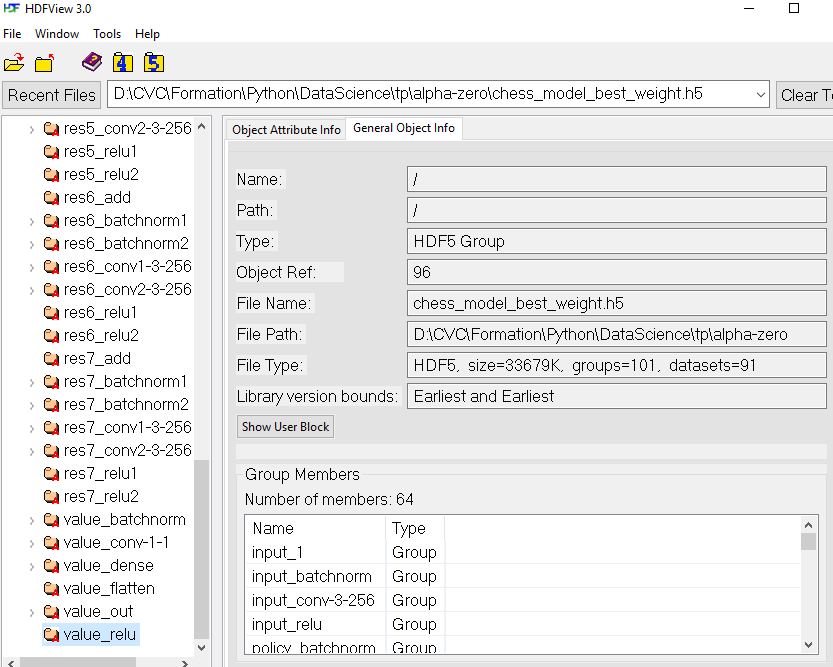 HDF HDFView 3.0
File Window Tools Help
4 5
Recent Files D:\CVC\Formation\Python\DataScience\tp\alpha-zero\chess_model_best_weight.h5 Clear Te
res5_conv2-3-256
res5_relu1
res5_relu2
res6_add
res6_batchnorm1
res6_batchnorm2
res6_conv1-3-256
res6_conv2-3-256
res6_relu1
res6_relu2
res7_add
res7_batchnorm1
res7_batchnorm2
res7_conv1-3-256
res7_conv2-3-256
res7_relu1
res7_relu2
value_batchnorm
value_conv-1-1
value_dense
value_flatten
value_out
value_relu
Object Attribute Info General Object Info
Name: /
Path: /
Type: HDF5 Group
Object Ref: 96
File Name: chess_model_best_weight.h5
File Path: D:\CVC\Formation\Python\DataScience\tp\alpha-zero
File Type: HDF5, size=33679K, groups=101, datasets=91
Library version bounds: Earliest and Earliest
Show User Block
Group Members
Number of members: 64
Name Type
input_1 Group
input_batchnorm Group
input_conv-3-256 Group
input_relu Group
policy_batchnorm Group